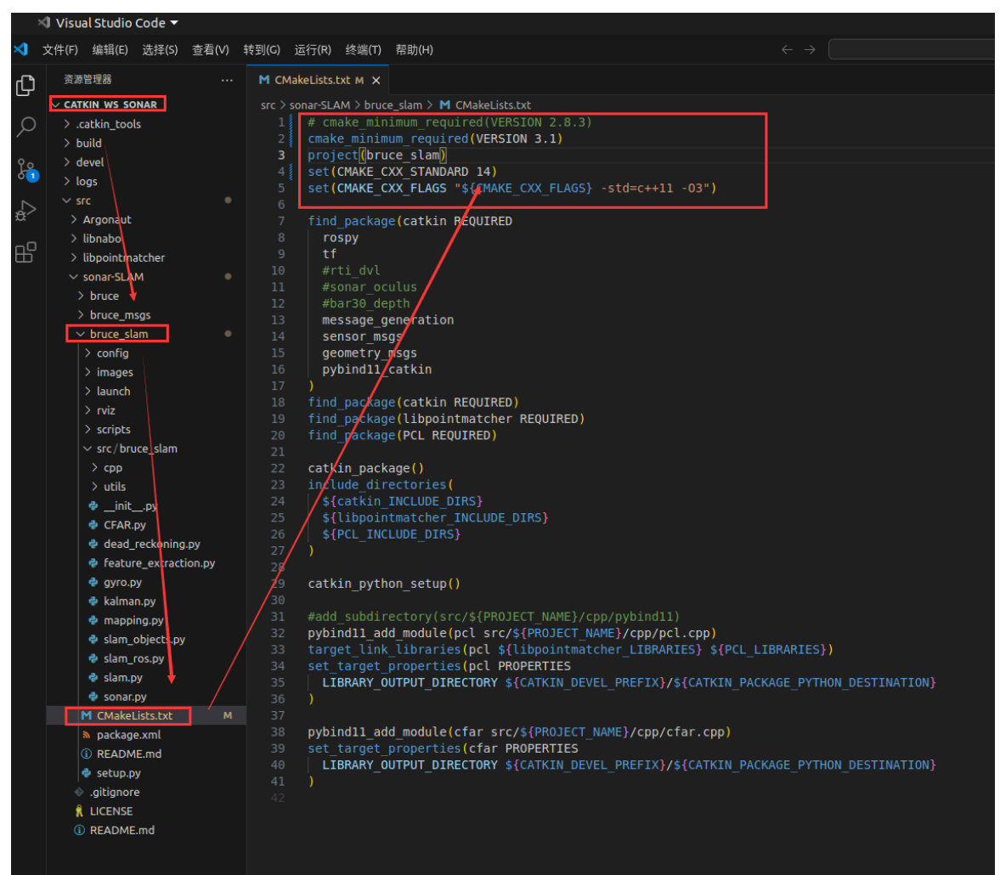 Visual Studio Code
文件(F) 编辑(E) 选择(S) 查看(V) 转到(G) 运行(R) 终端(T) 帮助(H)
资源管理器 ...
CATKIN_WS_SONAR
.catkin_tools
build
devel
logs
src
Argonaut
libnabo
libpointmatcher
sonar-SLAM
bruce
bruce_msgs
bruce_slam
config
images
launch
rviz
scripts
src/bruce_slam
cpp
utils
__init__.py
CFAR.py
dead_reckoning.py
feature_extraction.py
gyro.py
kalman.py
mapping.py
slam_objects.py
slam_ros.py
slam.py
sonar.py
CMakeLists.txt M
package.xml
README.md
setup.py
.gitignore
LICENSE
README.md
1
M CMakeLists.txt M ×
src > sonar-SLAM > bruce_slam > M CMakeLists.txt
1 # cmake_minimum_required(VERSION 2.8.3)
2 cmake_minimum_required(VERSION 3.1)
3 project(bruce_slam)
4 set(CMAKE_CXX_STANDARD 14)
5 set(CMAKE_CXX_FLAGS "${CMAKE_CXX_FLAGS} -std=c++11 -O3")
6
7 find_package(catkin REQUIRED
8 rospy
9 tf
10 #rti_dvl
11 #sonar_oculus
12 #bar30_depth
13 message_generation
14 sensor_msgs
15 geometry_msgs
16 pybind11_catkin
17 )
18 find_package(catkin REQUIRED)
19 find_package(libpointmatcher REQUIRED)
20 find_package(PCL REQUIRED)
21
22 catkin_package()
23 include_directories(
24 ${catkin_INCLUDE_DIRS}
25 ${libpointmatcher_INCLUDE_DIRS}
26 ${PCL_INCLUDE_DIRS}
27 )
28
29 catkin_python_setup()
30
31 #add_subdirectory(src/${PROJECT_NAME}/cpp/pybind11)
32 pybind11_add_module(pcl src/${PROJECT_NAME}/cpp/pcl.cpp)
33 target_link_libraries(pcl ${libpointmatcher_LIBRARIES} ${PCL_LIBRARIES})
34 set_target_properties(pcl PROPERTIES
35 LIBRARY_OUTPUT_DIRECTORY ${CATKIN_DEVEL_PREFIX}/${CATKIN_PACKAGE_PYTHON_DESTINATION}
36 )
37
38 pybind11_add_module(cfar src/${PROJECT_NAME}/cpp/cfar.cpp)
39 set_target_properties(cfar PROPERTIES
40 LIBRARY_OUTPUT_DIRECTORY ${CATKIN_DEVEL_PREFIX}/${CATKIN_PACKAGE_PYTHON_DESTINATION}
41 )
42